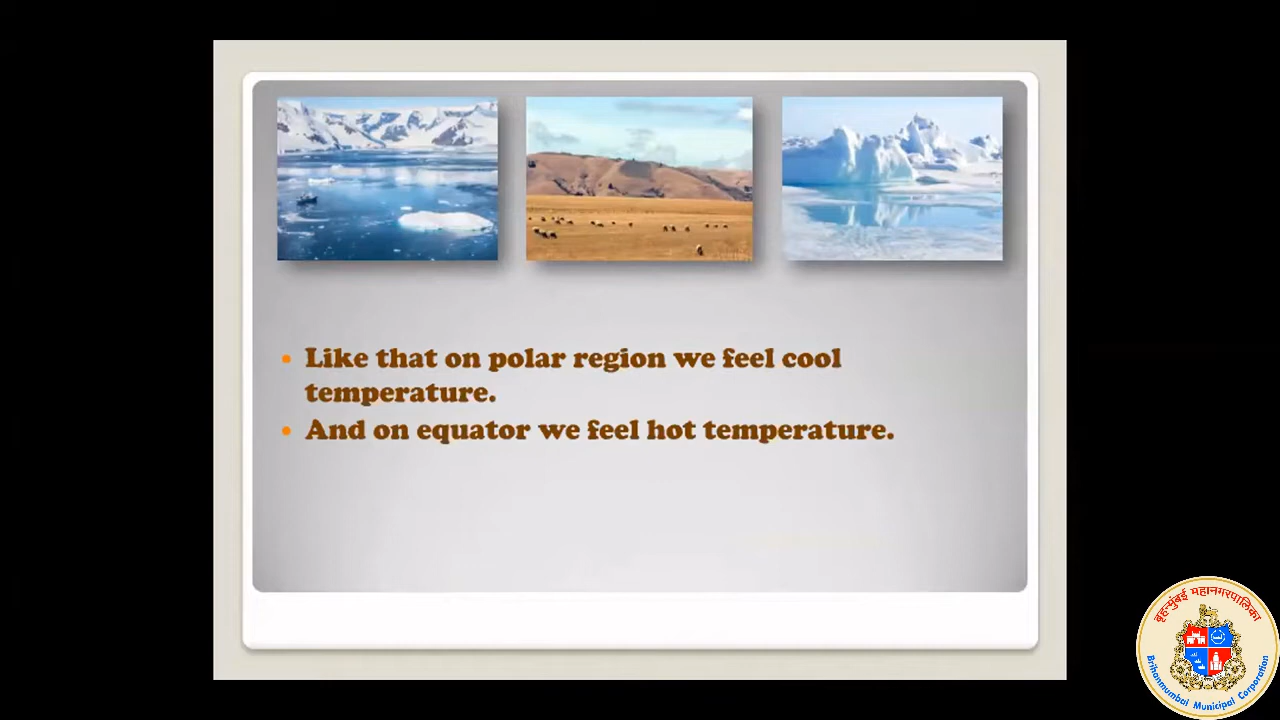 Like that on polar region we feel cool
temperature.
And on equator we feel hot temperature.
बृहन्मुंबई महानगरपालिका
Brihanmumbai Municipal Corporation